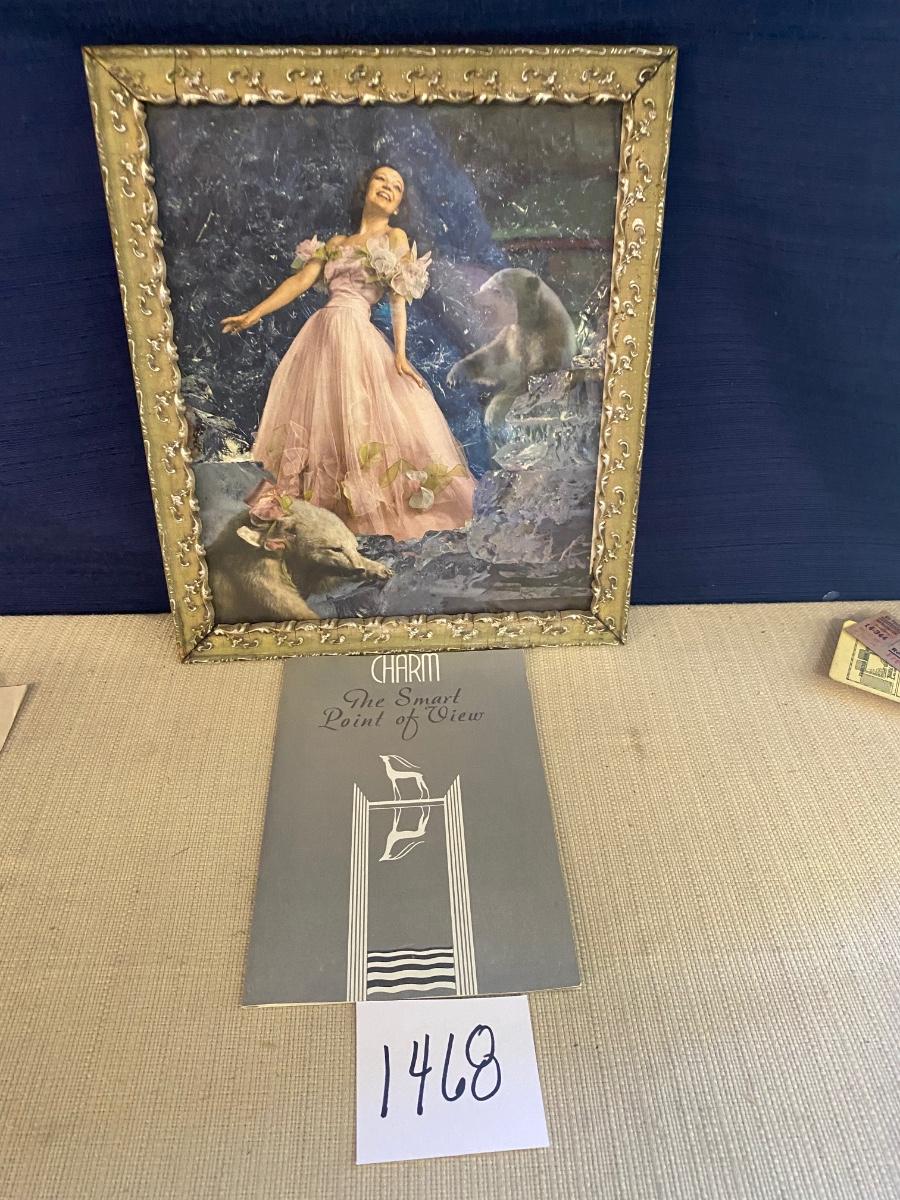 CHARM
The Smart
Point of View
1468